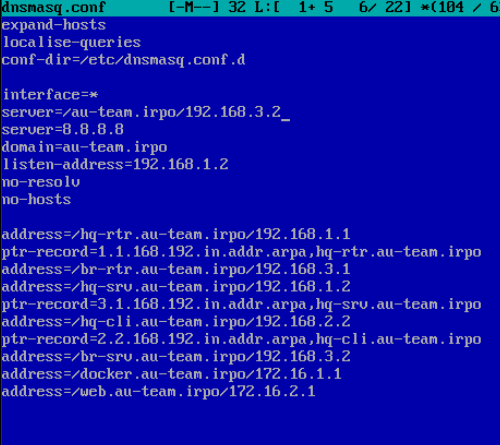 dnsmasq.conf [-M--] 32 L:[ 1+ 5 6/ 22] *(104 / 6
expand-hosts
localise-queries
conf-dir=/etc/dnsmasq.conf.d
interface=*
server=/au-team.irpo/192.168.3.2_
server=8.8.8.8
domain=au-team.irpo
listen-address=192.168.1.2
no-resolv
no-hosts
address=/hq-rtr.au-team.irpo/192.168.1.1
ptr-record=1.1.168.192.in.addr.arpa,hq-rtr.au-team.irpo
address=/br-rtr.au-team.irpo/192.168.3.1
address=/hq-srv.au-team.irpo/192.168.1.2
ptr-record=3.1.168.192.in.addr.arpa,hq-srv.au-team.irpo
address=/hq-cli.au-team.irpo/192.168.2.2
ptr-record=2.2.168.192.in.addr.arpa,hq-cli.au-team.irpo
address=/br-srv.au-team.irpo/192.168.3.2
address=/docker.au-team.irpo/172.16.1.1
address=/web.au-team.irpo/172.16.2.1